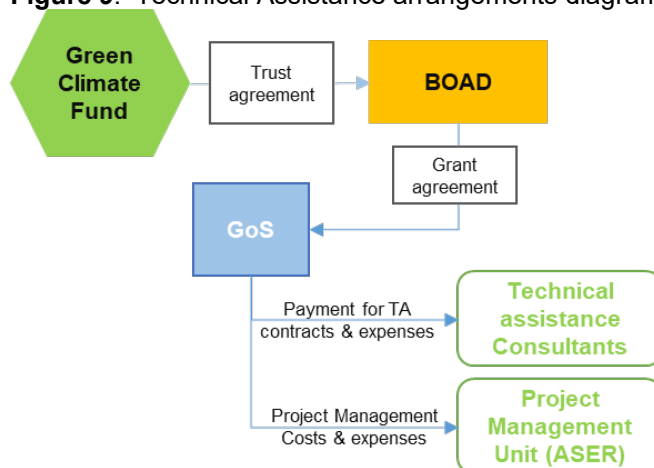 Technical Assistance arrangements diagram
Green
Climate
Fund
Trust
agreement
BOAD
Grant
agreement
GoS
Payment for TA
contracts & expenses
Technical
assistance
Consultants
Project Management
Costs & expenses
Project
Management
Unit (ASER)